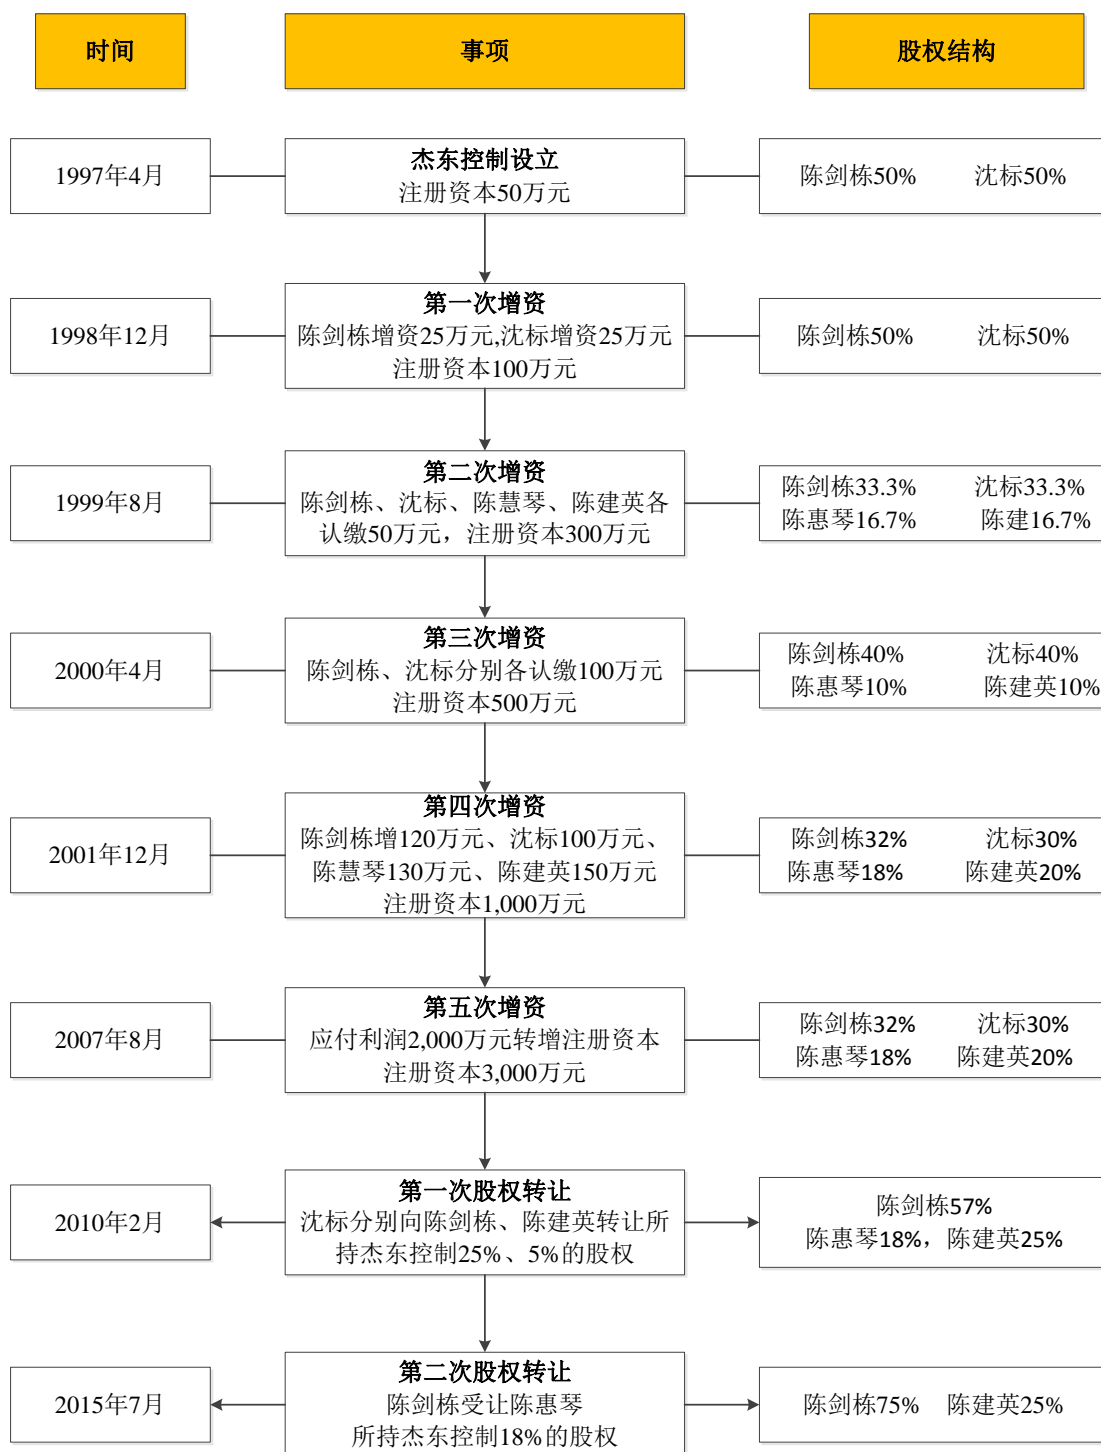 时间 事项 股权结构
杰东控制设立
1997年4月 注册资本50万元 陈剑栋50% 沈标50%
第一次增资
1998年12月 陈剑栋增资25万元,沈标增资25万元 陈剑栋50% 沈标50%
注册资本100万元
第二次增资
1999年8月 陈剑栋、沈标、陈慧琴、陈建英各 陈剑栋33.3% 沈标33.3%
认缴50万元，注册资本300万元 陈惠琴16.7% 陈建16.7%
第三次增资
2000年4月 陈剑栋、沈标分别各认缴100万元 陈剑栋40% 沈标40%
注册资本500万元 陈惠琴10% 陈建英10%
第四次增资
2001年12月 陈剑栋增120万元、沈标100万元、 陈剑栋32% 沈标30%
陈慧琴130万元、陈建英150万元 陈惠琴18% 陈建英20%
注册资本1,000万元
第五次增资
2007年8月 应付利润2,000万元转增注册资本 陈剑栋32% 沈标30%
注册资本3,000万元 陈惠琴18% 陈建英20%
第一次股权转让
2010年2月 沈标分别向陈剑栋、陈建英转让所 陈剑栋57%
持杰东控制25%、5%的股权 陈惠琴18%，陈建英25%
第二次股权转让
2015年7月 陈剑栋受让陈惠琴 陈剑栋75% 陈建英25%
所持杰东控制18%的股权